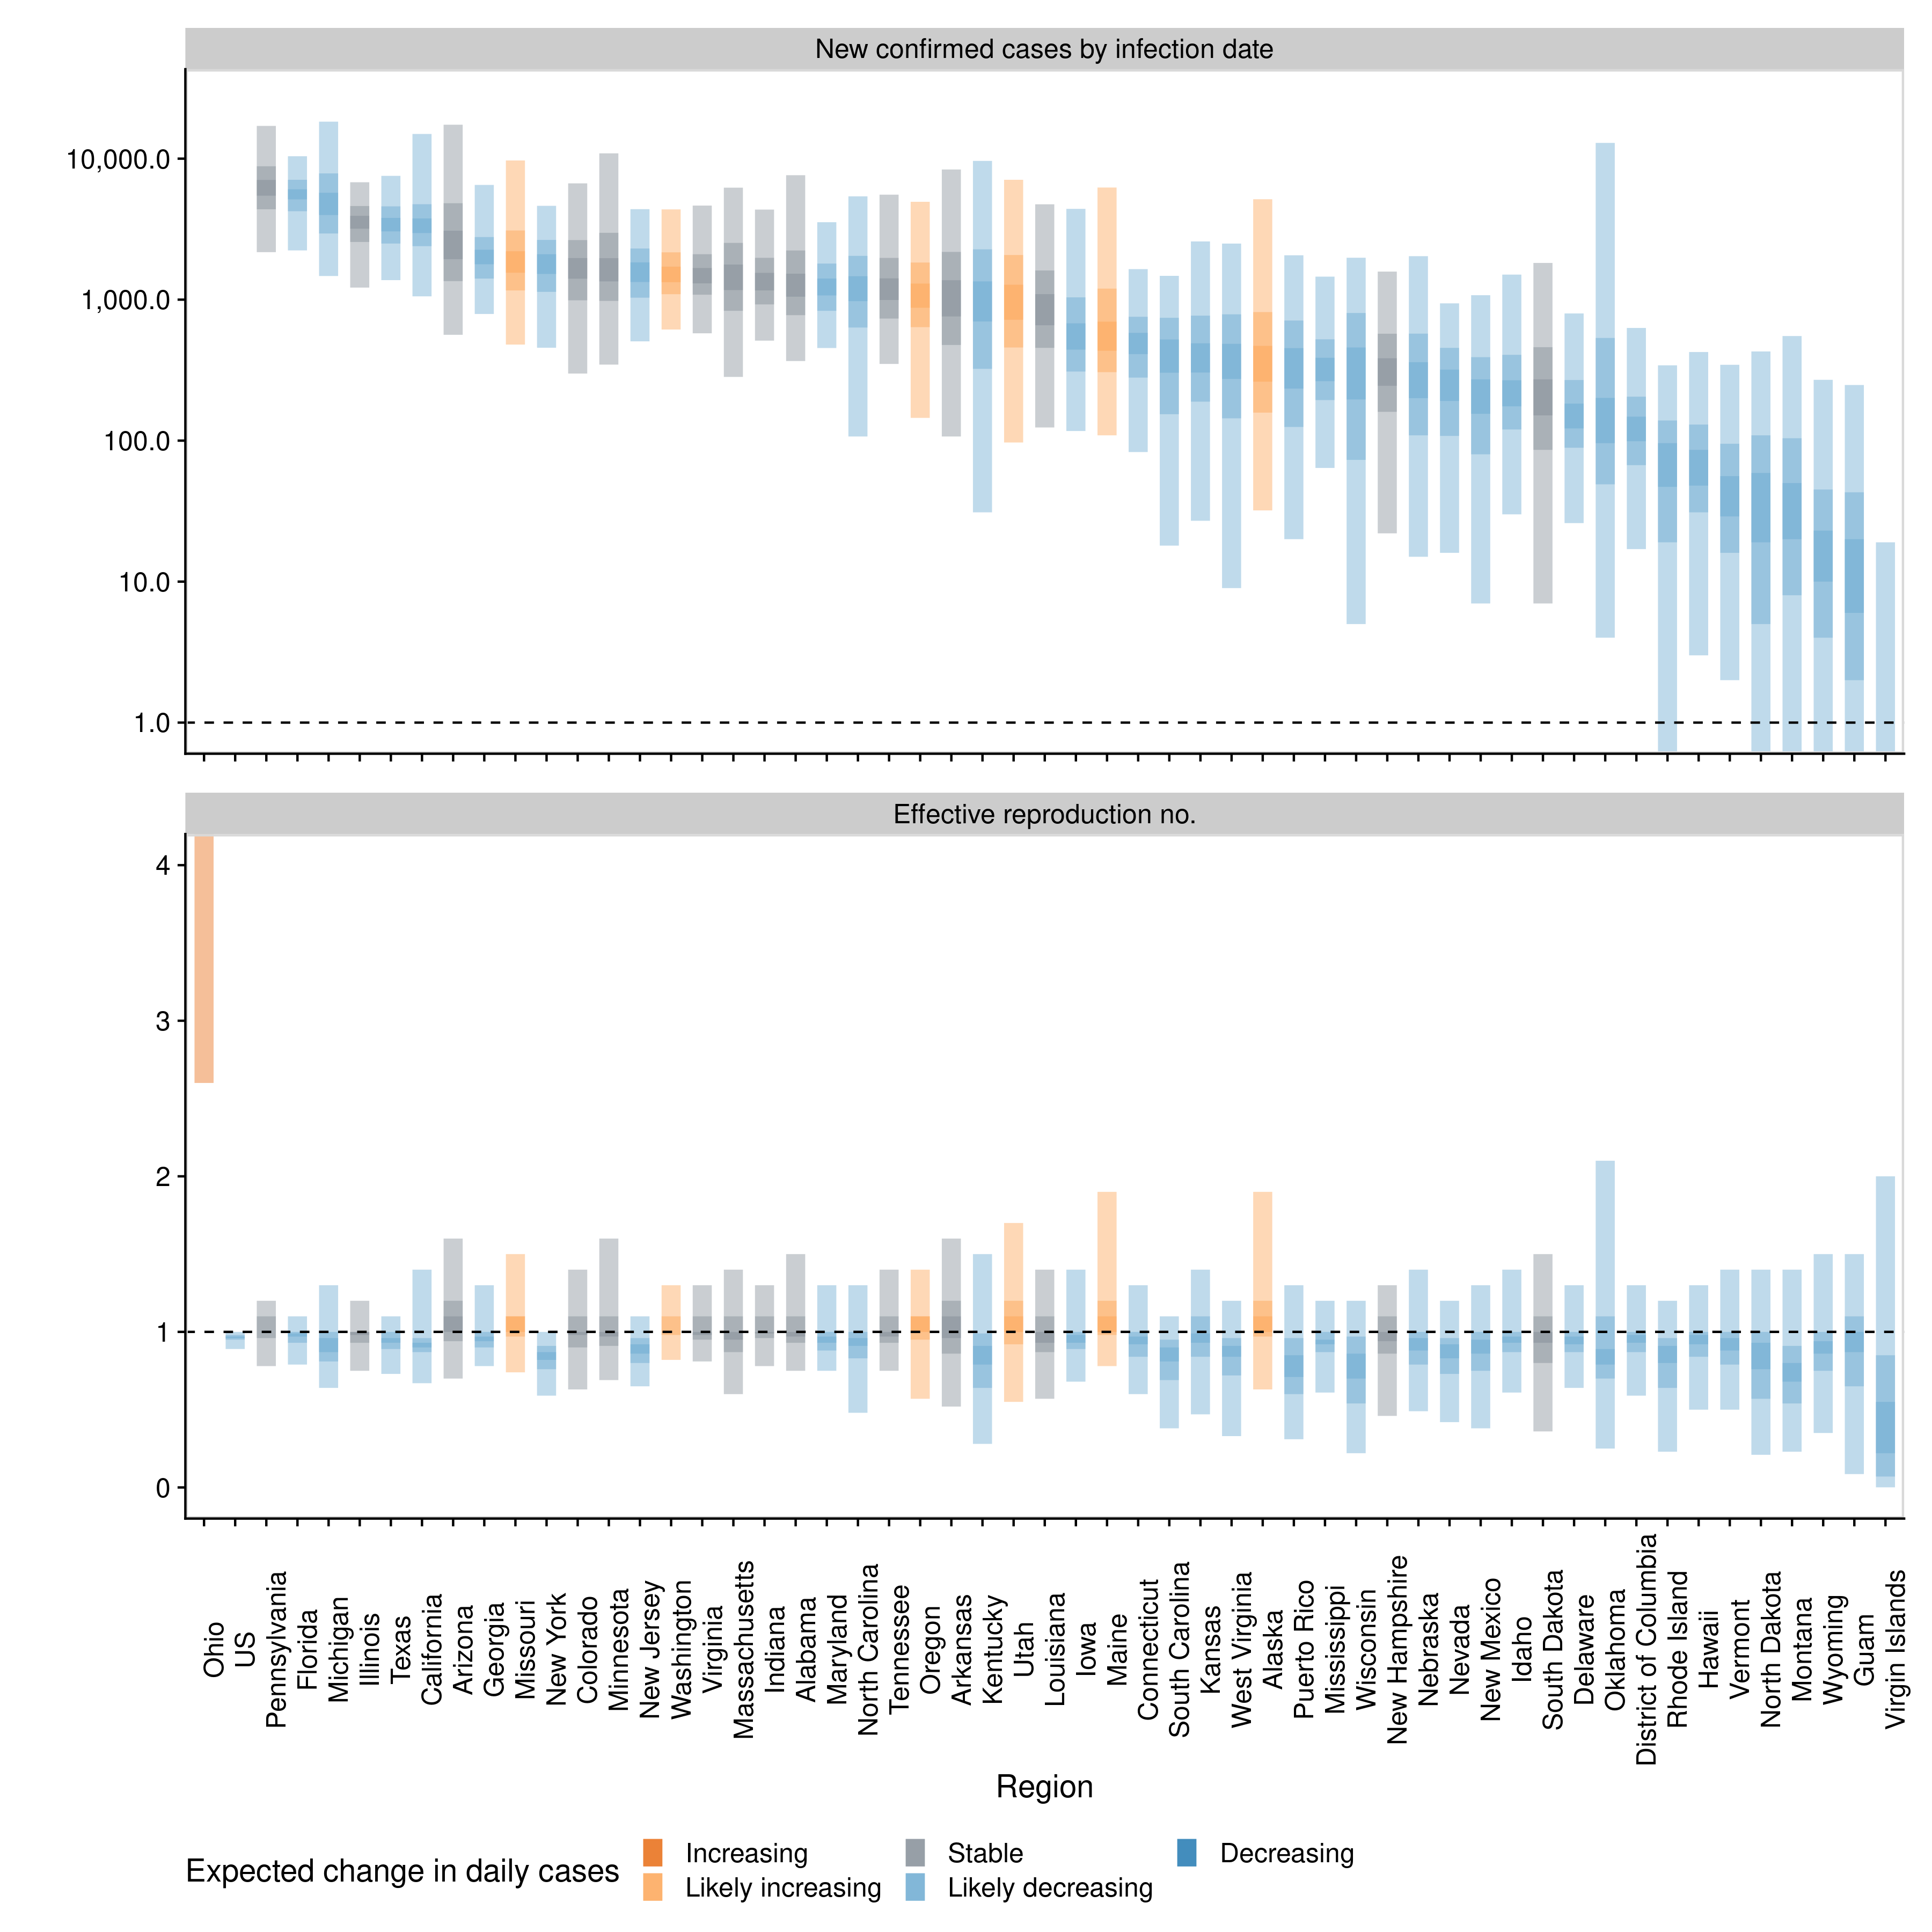 New confirmed cases by infection date
10,000.0
1,000.0
100.0
10.0
1.0
Effective reproduction no.
4
3
2
1
0
Ohio
US
Pennsylvania
Florida
Michigan
Illinois
Texas
California
Arizona
Georgia
Missouri
New York
Colorado
Minnesota
New Jersey
Washington
Virginia
Massachusetts
Indiana
Alabama
Maryland
North Carolina
Tennessee
Oregon
Arkansas
Kentucky
Utah
Louisiana
Iowa
Maine
Connecticut
South Carolina
Kansas
West Virginia
Alaska
Puerto Rico
Mississippi
Wisconsin
New Hampshire
Nebraska
Nevada
New Mexico
Idaho
South Dakota
Delaware
Oklahoma
District of Columbia
Rhode Island
Hawaii
Vermont
North Dakota
Montana
Wyoming
Guam
Virgin Islands
Region
Expected change in daily cases
Increasing
Likely increasing
Stable
Likely decreasing
Decreasing